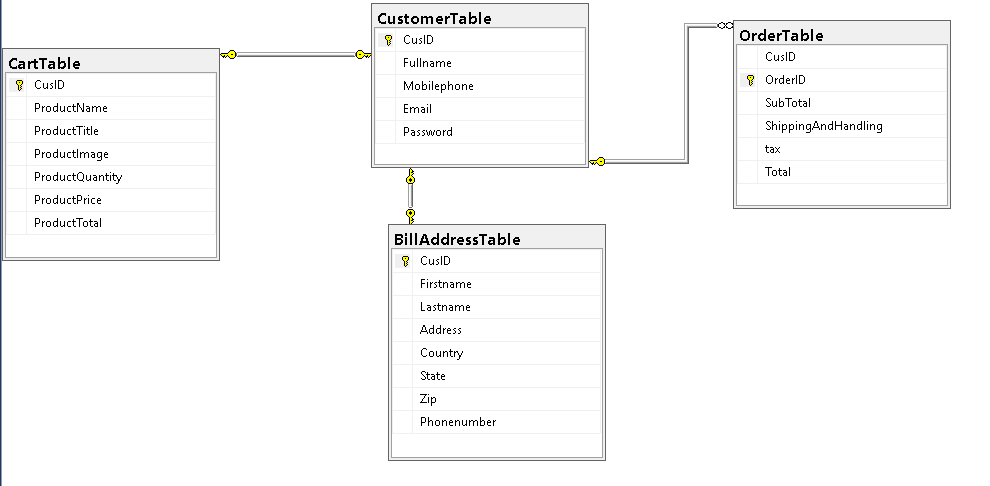 CartTable
CusID
ProductName
ProductTitle
ProductImage
ProductQuantity
ProductPrice
ProductTotal
CustomerTable
CusID
Fullname
Mobilephone
Email
Password
OrderTable
CusID
OrderID
SubTotal
ShippingAndHandling
tax
Total
BillAddressTable
CusID
Firstname
Lastname
Address
Country
State
Zip
Phonenumber